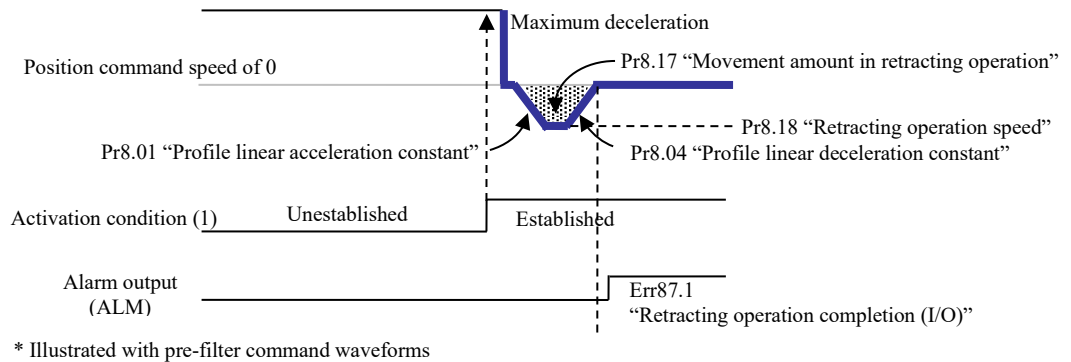 Maximum deceleration
Position command speed of 0
Pr8.17 “Movement amount in retracting operation”
Pr8.18 “Retracting operation speed”
Pr8.01 “Profile linear acceleration constant”
Pr8.04 “Profile linear deceleration constant”
Activation condition (1)
Unestablished
Established
Alarm output
(ALM)
Err87.1
“Retracting operation completion (I/O)”
* Illustrated with pre-filter command waveforms